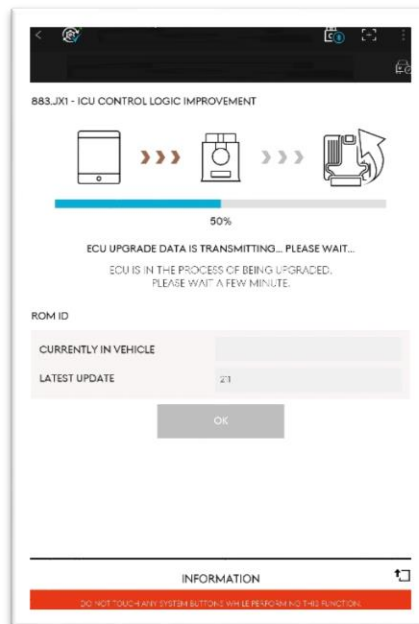 883.JX1 - ICU CONTROL LOGIC IMPROVEMENT
50%
ECU UPGRADE DATA IS TRANSMITTING... PLEASE WAIT...
ECU IS IN THE PROCESS OF BEING UPGRADED.
PLEASE WAIT A FEW MINUTE.
ROM ID
CURRENTLY IN VEHICLE
LATEST UPDATE 211
OK
INFORMATION
DO NOT TOUCH ANY SYSTEM BUTTONS WHILE PERFORMING THIS FUNCTION.